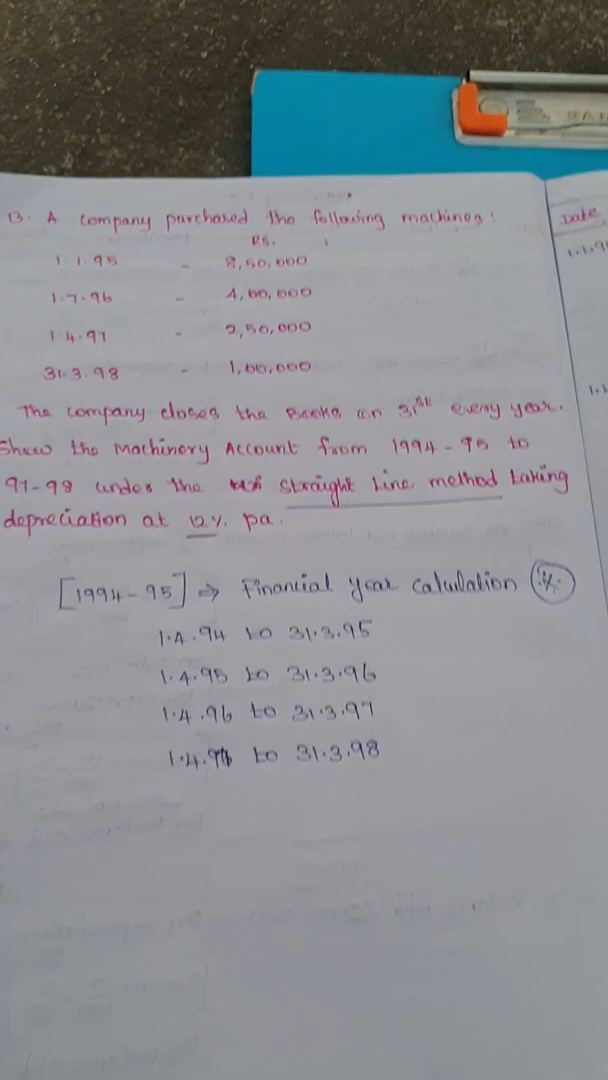 13. A company purchased the following machines:
Rs.
1.1.95 - 8,50,000
1.7.96 - 4,00,000
1.4.97 - 2,50,000
31.3.98 - 1,00,000
The company closes the Books on 31st every year.
Show the Machinery Account from 1994-95 to
97-98 under the straight Line method taking
depreciation at 12% pa.
[1994-95] ⇒ Financial year calculation
1.4.94 to 31.3.95
1.4.95 to 31.3.96
1.4.96 to 31.3.97
1.4.97 to 31.3.98
Date